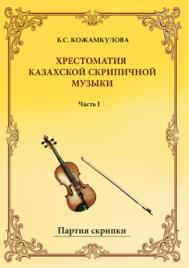 Б.С. КОЖАМКУЛОВА
ХРЕСТОМАТИЯ
КАЗАХСКОЙ СКРИПИЧНОЙ
МУЗЫКИ
Часть I
Партия скрипки